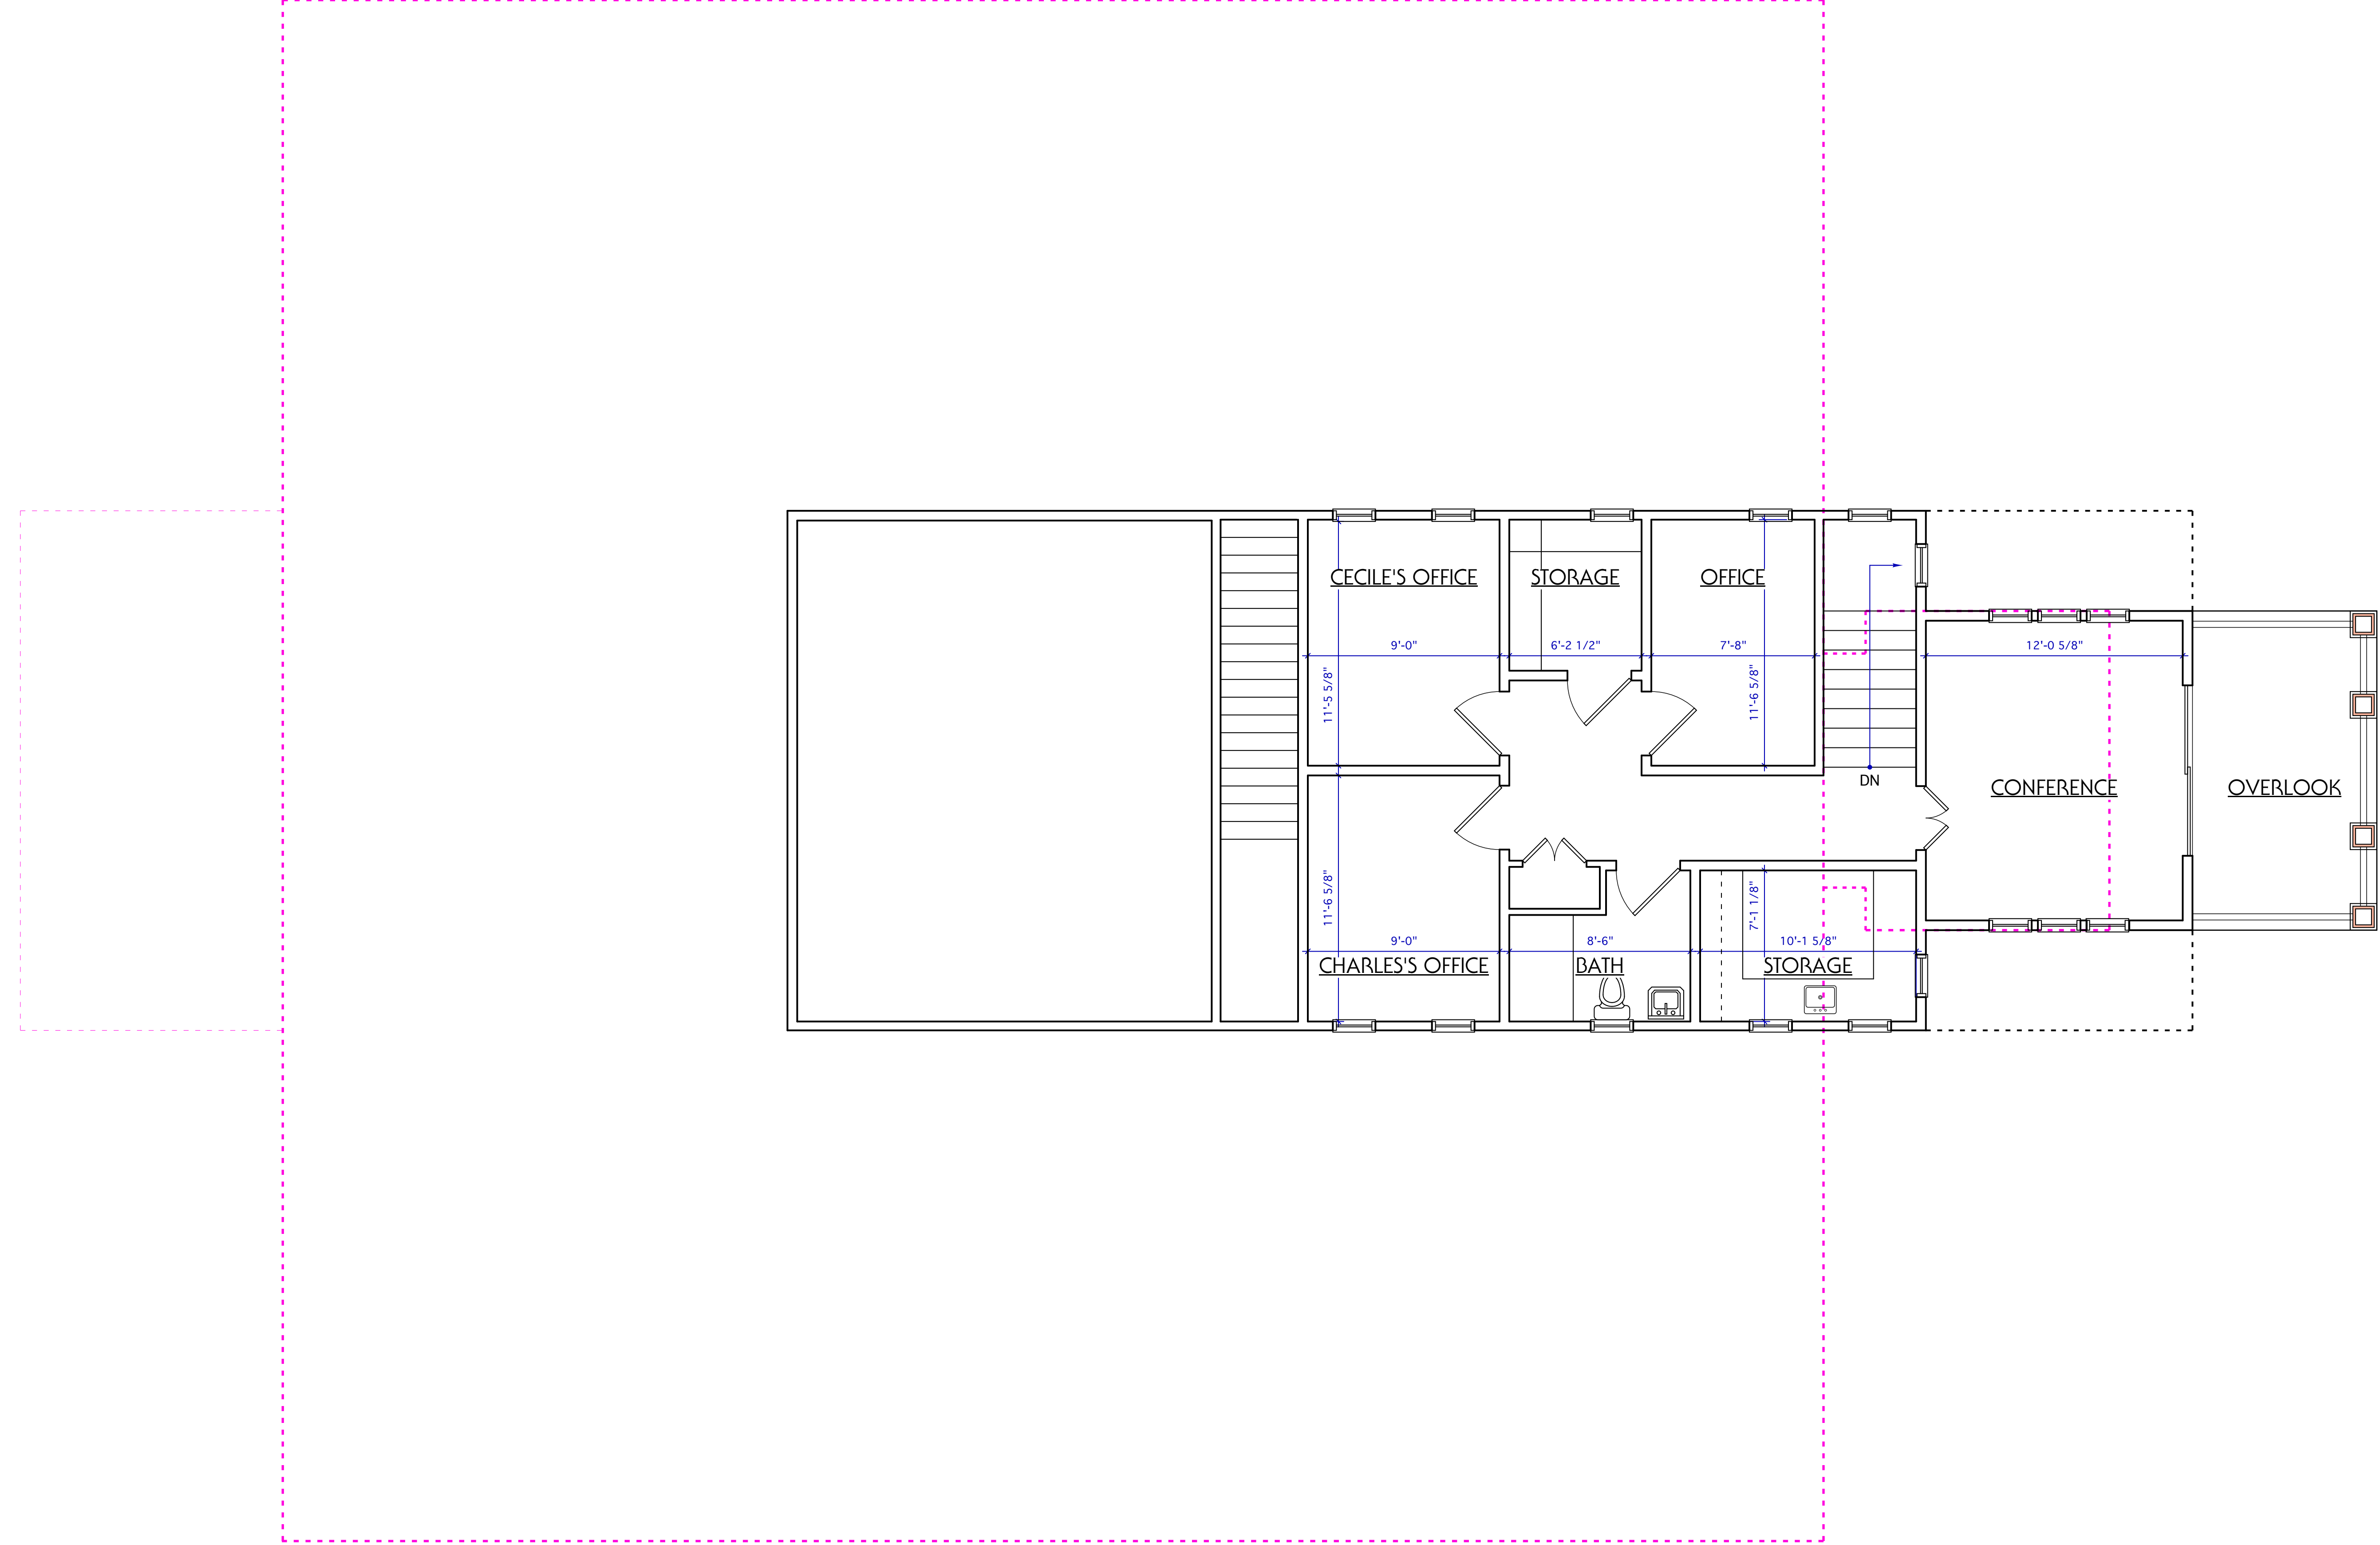 CECILE'S OFFICE
STORAGE
OFFICE
9'-0"
6'-2 1/2"
7'-8"
12'-0 5/8"
11'-5 5/8"
11'-6 5/8"
DN
CONFERENCE
OVERLOOK
11'-6 5/8"
7'-1 1/8"
9'-0"
8'-6"
10'-1 5/8"
CHARLES'S OFFICE
BATH
STORAGE